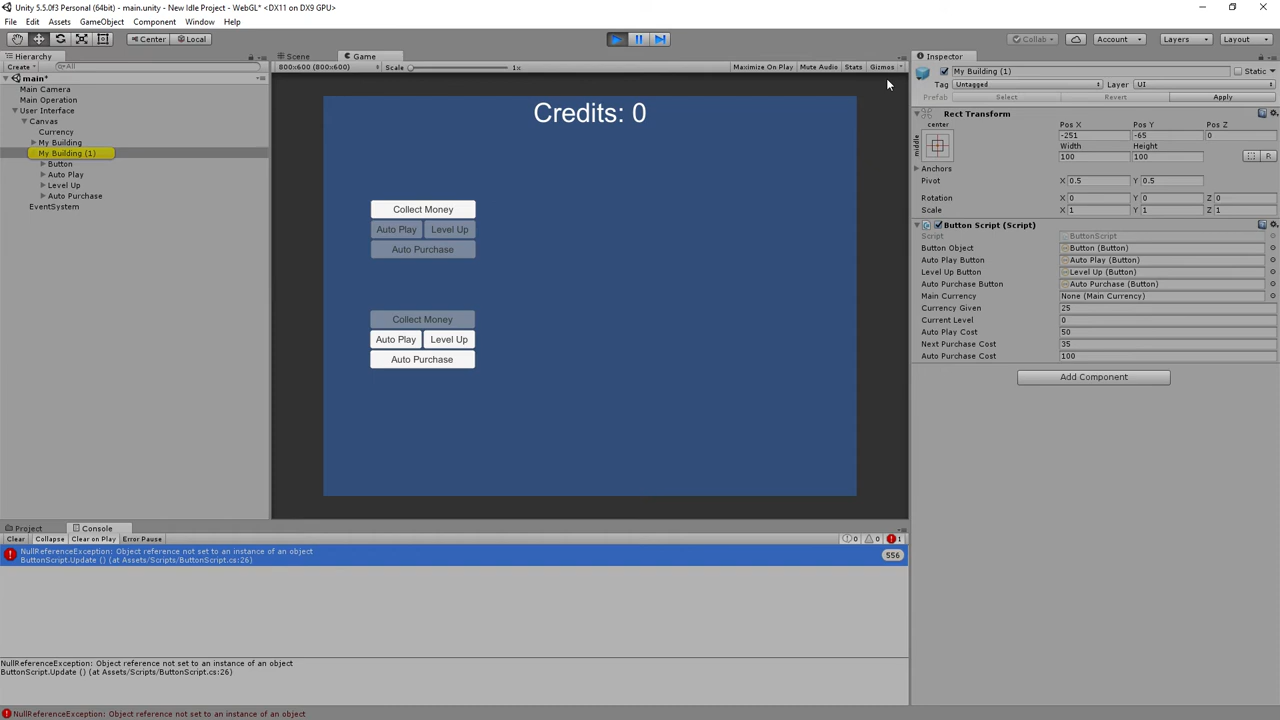 Unity 5.5.0f3 Personal (64bit) - main.unity - New Idle Project - WebGL* <DX11 on DX9 GPU>
File Edit Assets GameObject Component Window Help
Center Local Collab Account Layers Layout
Hierarchy Scene Game Inspector
Create All 800x600 (800x600) Scale 1x Maximize On Play Mute Audio Stats Gizmos
main*
Main Camera
Main Operation
User Interface
Canvas
Currency
My Building
My Building (1)
Button
Auto Play
Level Up
Auto Purchase
EventSystem
Credits: 0
Collect Money
Auto Play Level Up
Auto Purchase
Collect Money
Auto Play Level Up
Auto Purchase
My Building (1) Static
Tag Untagged Layer UI
Prefab Select Revert Apply
Rect Transform
center
middle
Pos X Pos Y Pos Z
-251 -65 0
Width Height
100 100
R
Anchors
Pivot X 0.5 Y 0.5
Rotation X 0 Y 0 Z 0
Scale X 1 Y 1 Z 1
Button Script (Script)
Script ButtonScript
Button Object Button (Button)
Auto Play Button Auto Play (Button)
Level Up Button Level Up (Button)
Auto Purchase Button Auto Purchase (Button)
Main Currency None (Main Currency)
Currency Given 25
Current Level 0
Auto Play Cost 50
Next Purchase Cost 35
Auto Purchase Cost 100
Add Component
Project Console
Clear Collapse Clear on Play Error Pause 0 0 1
NullReferenceException: Object reference not set to an instance of an object
ButtonScript.Update () (at Assets/Scripts/ButtonScript.cs:26)
556
NullReferenceException: Object reference not set to an instance of an object
ButtonScript.Update () (at Assets/Scripts/ButtonScript.cs:26)
NullReferenceException: Object reference not set to an instance of an object